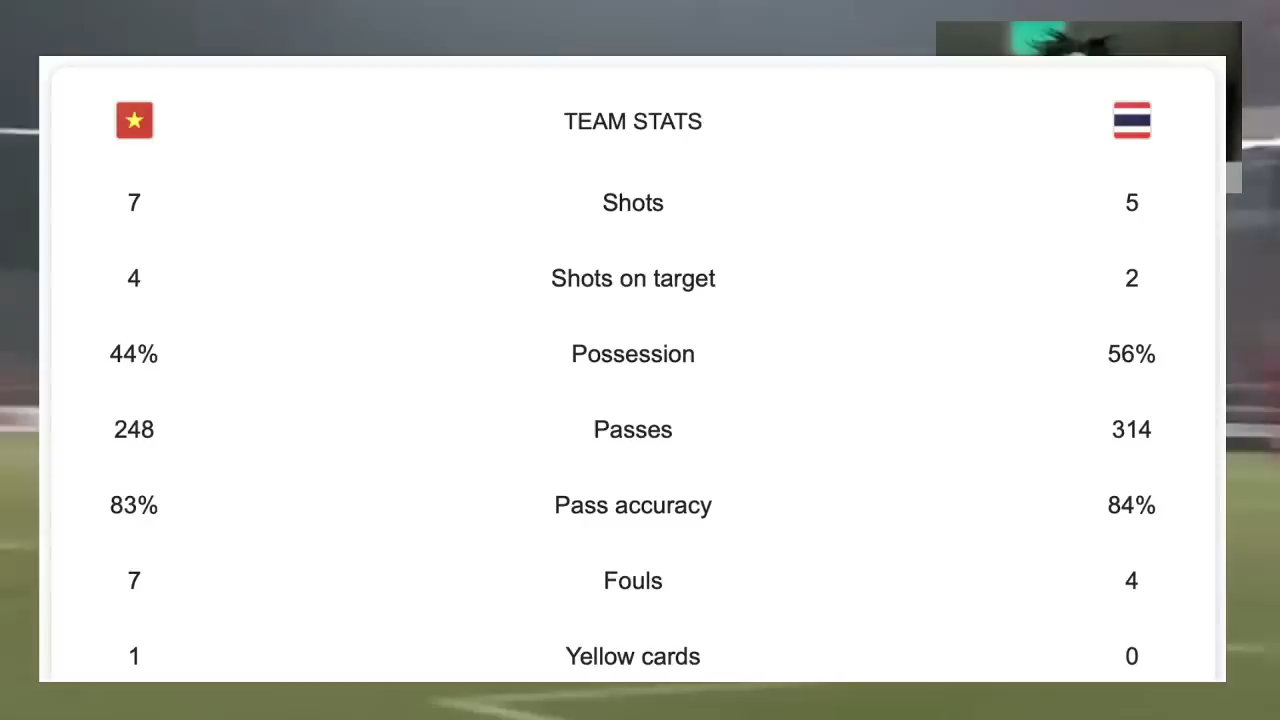 TEAM STATS
7 Shots 5
4 Shots on target 2
44% Possession 56%
248 Passes 314
83% Pass accuracy 84%
7 Fouls 4
1 Yellow cards 0